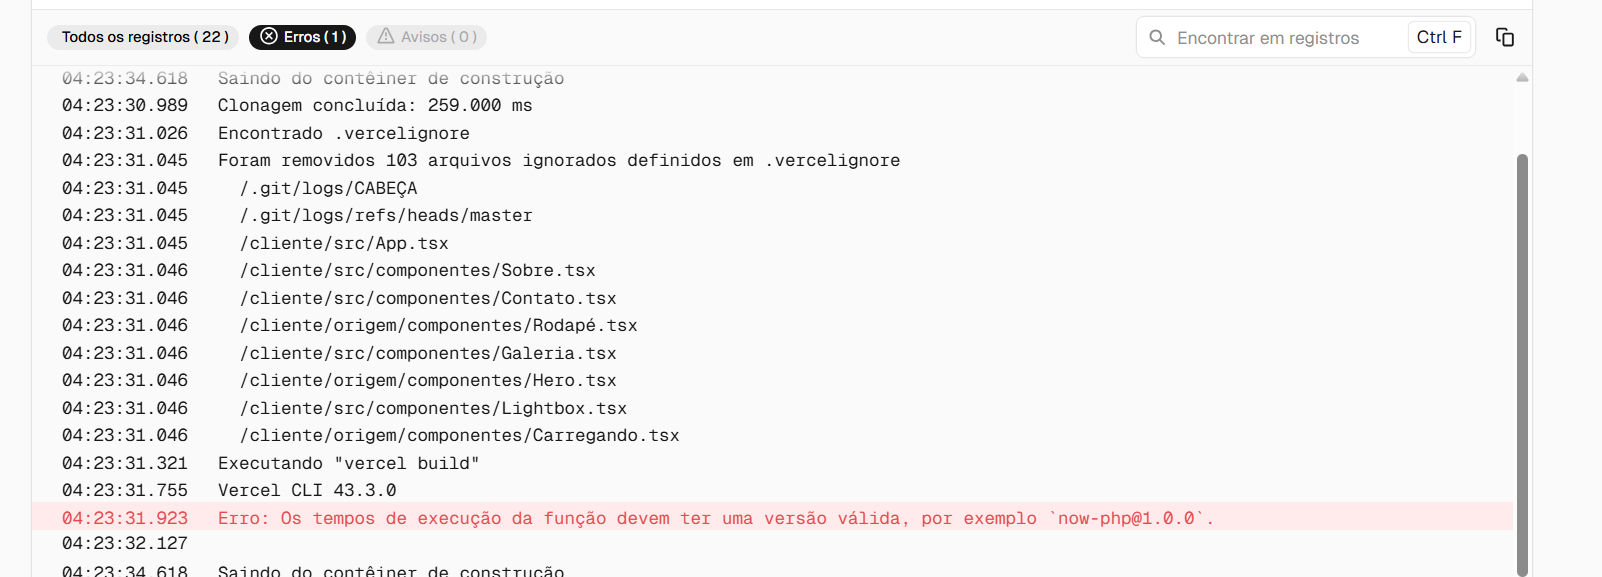 Todos os registros ( 22 ) Erros ( 1 ) Avisos ( 0 ) Encontrar em registros Ctrl F
04:23:34.618 Saindo do contêiner de construção
04:23:30.989 Clonagem concluída: 259.000 ms
04:23:31.026 Encontrado .vercelignore
04:23:31.045 Foram removidos 103 arquivos ignorados definidos em .vercelignore
04:23:31.045 /.git/logs/CABEÇA
04:23:31.045 /.git/logs/refs/heads/master
04:23:31.045 /cliente/src/App.tsx
04:23:31.046 /cliente/src/componentes/Sobre.tsx
04:23:31.046 /cliente/src/componentes/Contato.tsx
04:23:31.046 /cliente/origem/componentes/Rodapé.tsx
04:23:31.046 /cliente/src/componentes/Galeria.tsx
04:23:31.046 /cliente/origem/componentes/Hero.tsx
04:23:31.046 /cliente/src/componentes/Lightbox.tsx
04:23:31.046 /cliente/origem/componentes/Carregando.tsx
04:23:31.321 Executando "vercel build"
04:23:31.755 Vercel CLI 43.3.0
04:23:31.923 Erro: Os tempos de execução da função devem ter uma versão válida, por exemplo `now-php@1.0.0`.
04:23:32.127
04:23:34.618 Saindo do contêiner de construção